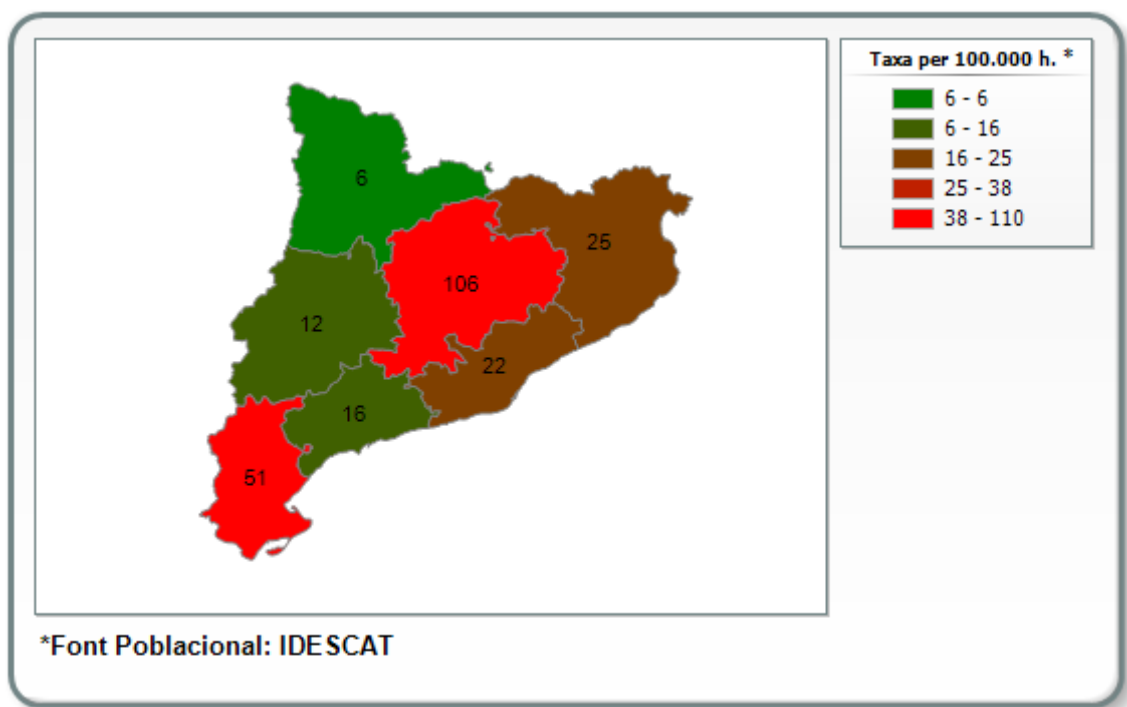 Taxa per 100.000 h. *
6 - 6
6 - 16
16 - 25
25 - 38
38 - 110
6
25
106
12
22
16
51
*Font Poblacional: IDESCAT